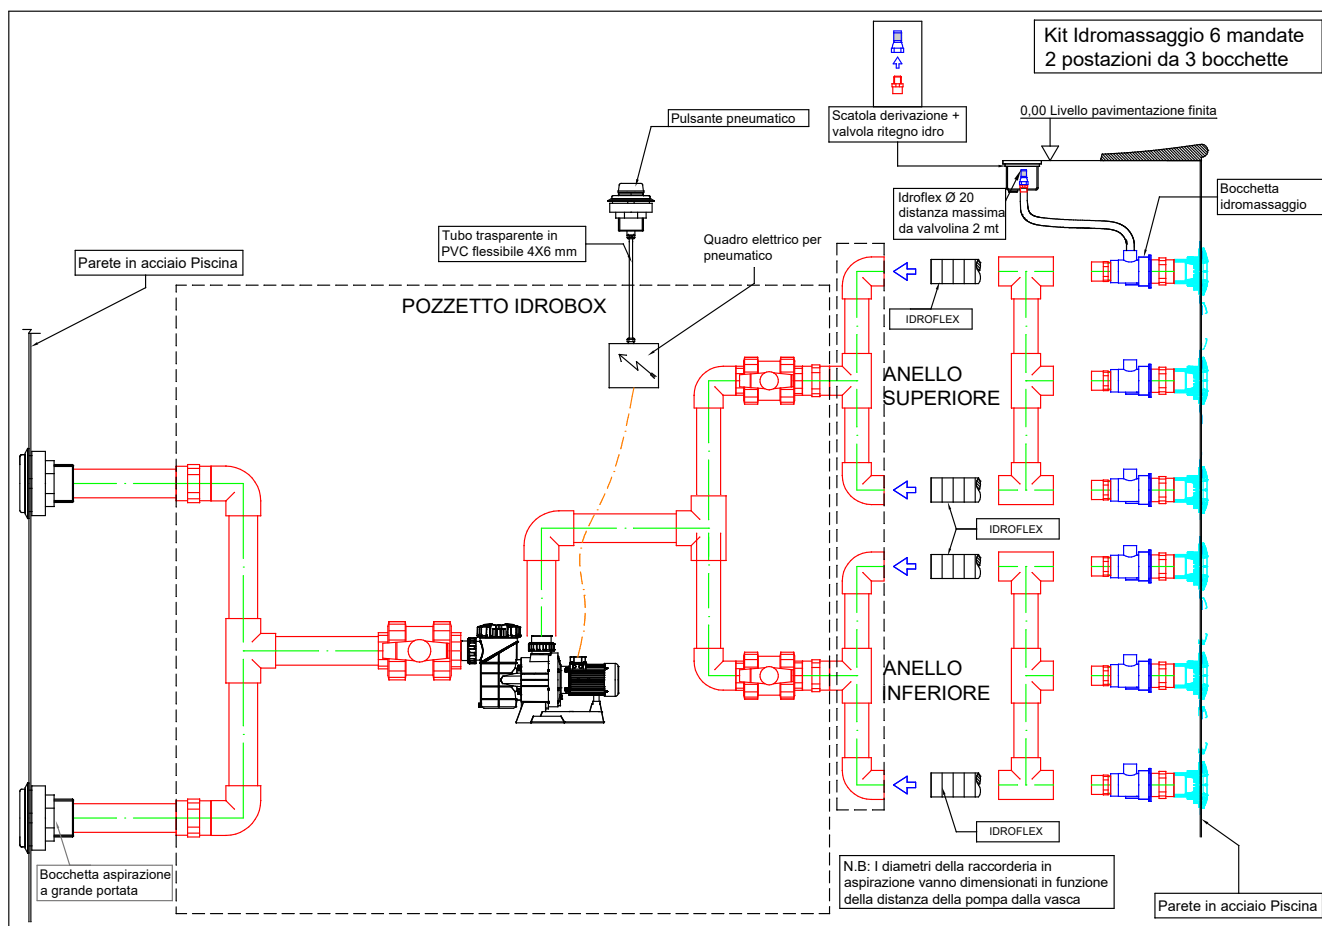 Kit Idromassaggio 6 mandate
2 postazioni da 3 bocchette
Pulsante pneumatico
Scatola derivazione +
valvola ritegno idro
0,00 Livello pavimentazione finita
Idroflex Ø 20
distanza massima
da valvolina 2 mt
Bocchetta
idromassaggio
Tubo trasparente in
PVC flessibile 4X6 mm
Quadro elettrico per
pneumatico
Parete in acciaio Piscina
POZZETTO IDROBOX
IDROFLEX
ANELLO
SUPERIORE
IDROFLEX
ANELLO
INFERIORE
IDROFLEX
Bocchetta aspirazione
a grande portata
N.B: I diametri della raccorderia in
aspirazione vanno dimensionati in funzione
della distanza della pompa dalla vasca
Parete in acciaio Piscina